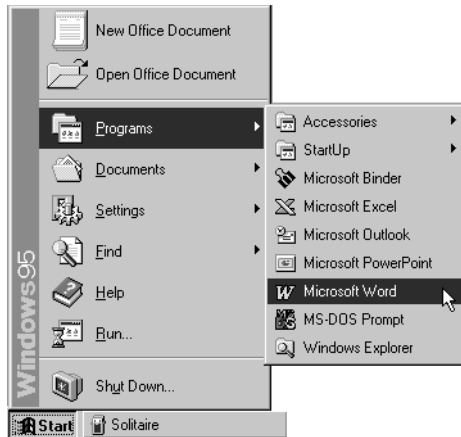 New Office Document
Open Office Document
Programs
Documents
Settings
Find
Help
Run...
Shut Down...
Windows95
Accessories
StartUp
Microsoft Binder
Microsoft Excel
Microsoft Outlook
Microsoft PowerPoint
Microsoft Word
MS-DOS Prompt
Windows Explorer
Start
Solitaire